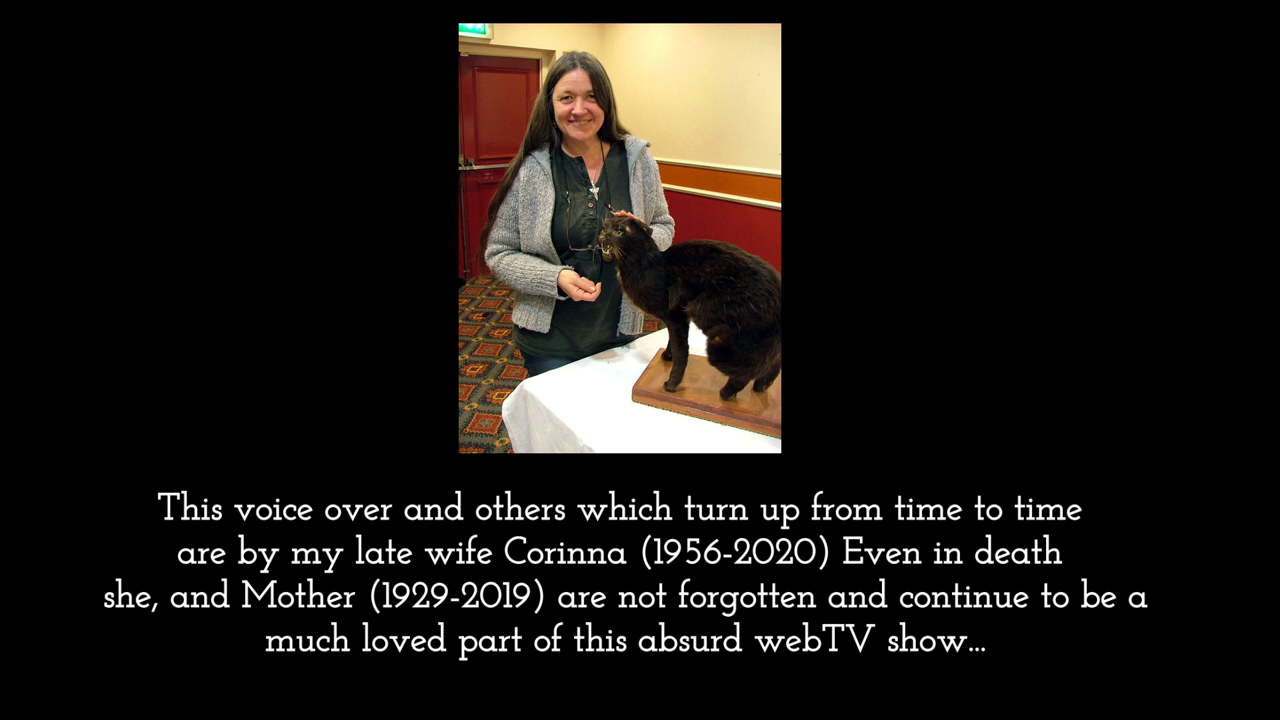 This voice over and others which turn up from time to time
are by my late wife Corinna (1956-2020) Even in death
she, and Mother (1929-2019) are not forgotten and continue to be a
much loved part of this absurd webTV show...